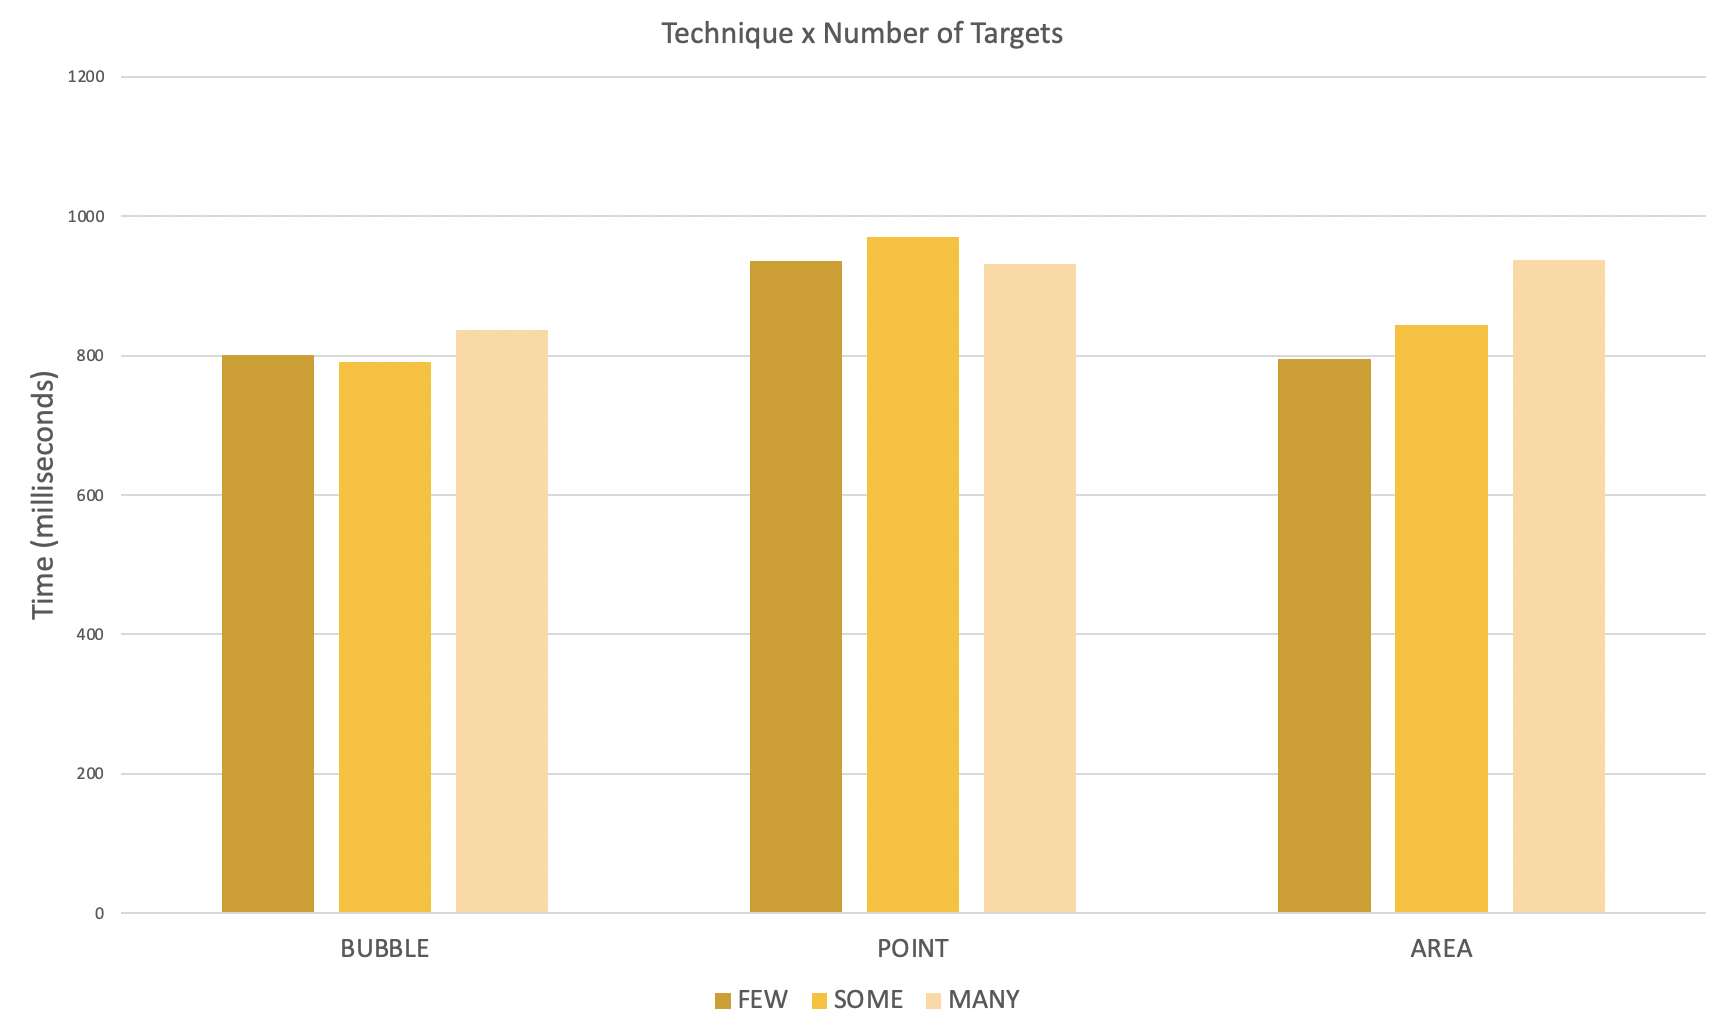 Technique x Number of Targets
1200
1000
800
600
400
200
0
Time (milliseconds)
BUBBLE POINT AREA
FEW SOME MANY